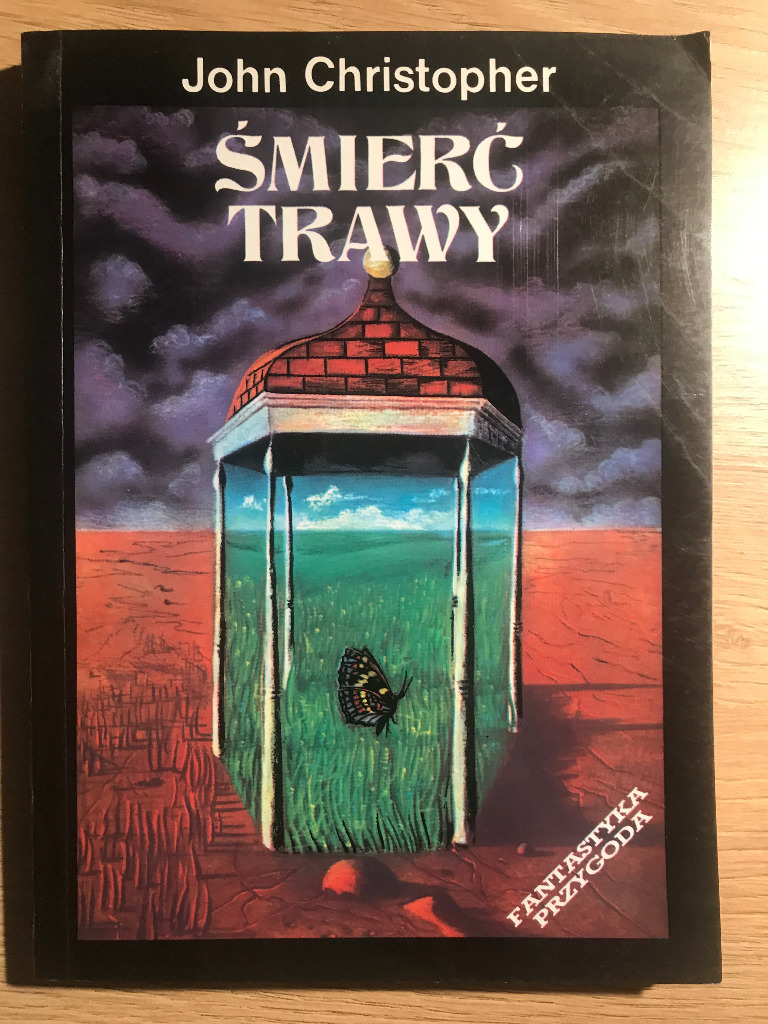 John Christopher
ŚMIERĆ
TRAWY
FANTASTYKA
PRZYGODA